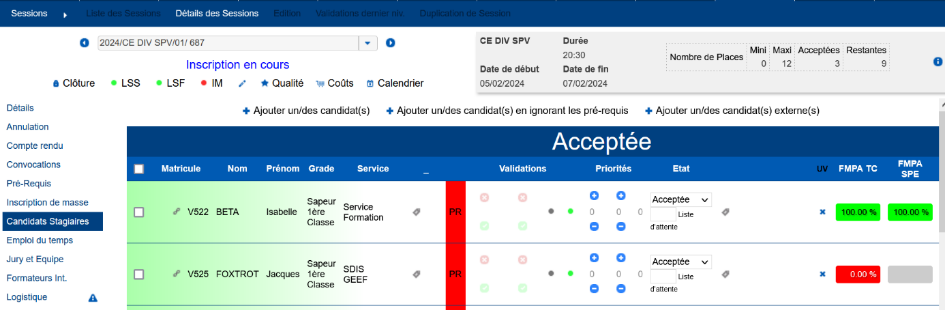 Sessions Liste des Sessions Détails des Sessions Edition Validations dernier niv. Duplication de Session
2024/CE DIV SPV/01/ 687
Inscription en cours
Clôture LSS LSF IM Qualité Coûts Calendrier
CE DIV SPV Durée
20:30
Date de début Date de fin
05/02/2024 07/02/2024
Nombre de Places Mini Maxi Acceptées Restantes
0 12 3 9
Ajouter un/des candidat(s) Ajouter un/des candidat(s) en ignorant les pré-requis Ajouter un/des candidat(s) externe(s)
Détails
Annulation
Compte rendu
Convocations
Pré-Requis
Inscription de masse
Candidats Stagiaires
Emploi du temps
Jury et Equipe
Formateurs Int.
Logistique
Acceptée
Matricule Nom Prénom Grade Service _ Validations Priorités Etat UV FMPA TC FMPA
SPE
V522 BETA Isabelle Sapeur
1ère
Classe Service
Formation PR 0 0 0 Acceptée
Liste
d'attente 100.00 % 100.00 %
V525 FOXTROT Jacques Sapeur
1ère
Classe SDIS
GEEF PR 0 0 0 Acceptée
Liste
d'attente 0.00 %